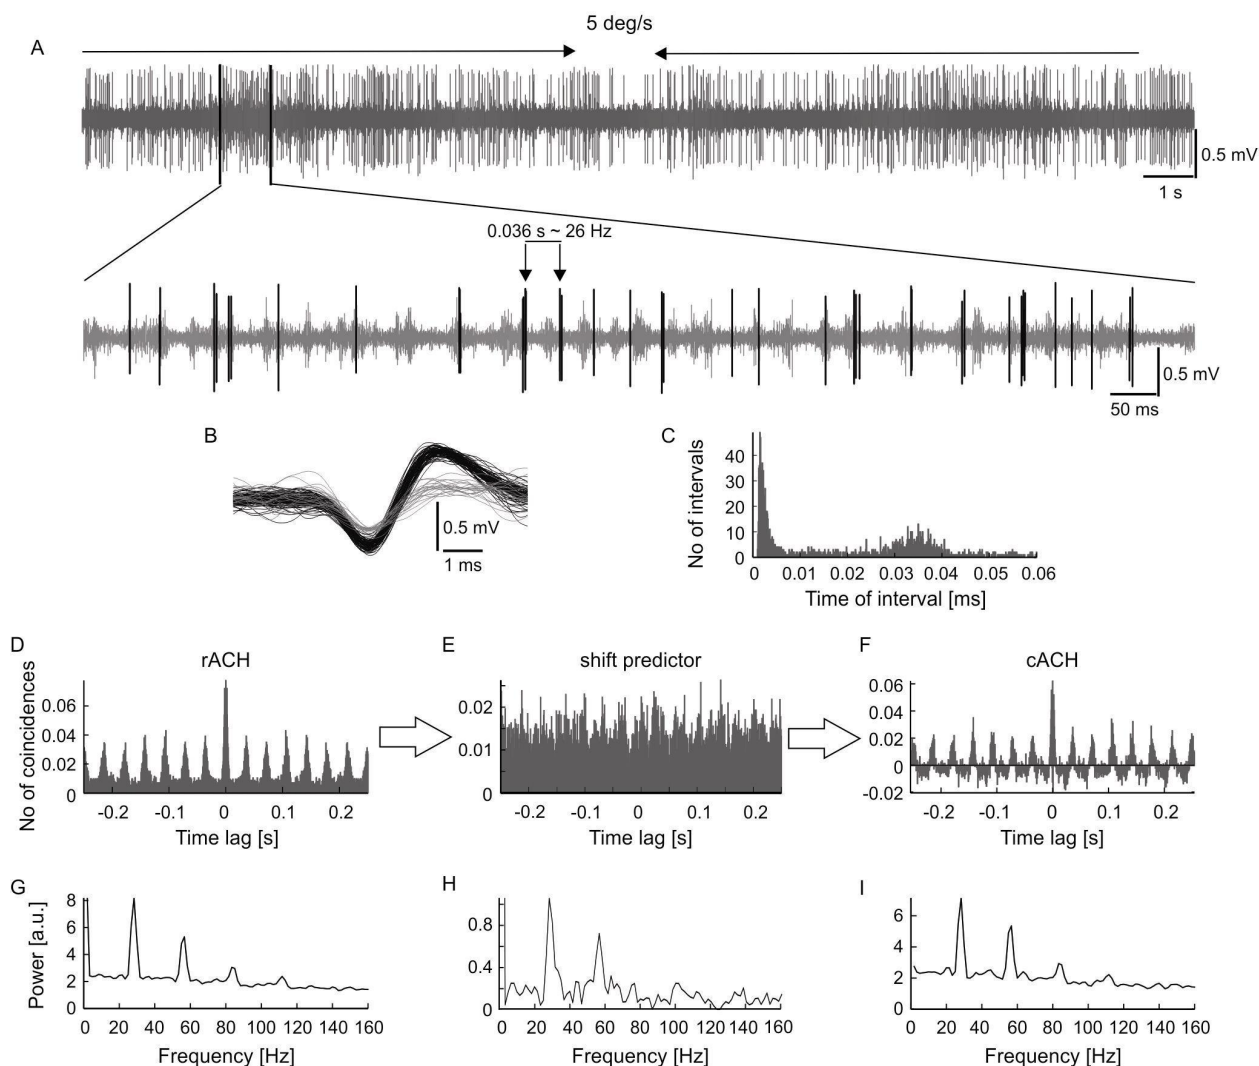 5 deg/s
A
0.5 mV
1 s
0.036 s ~ 26 Hz
0.5 mV
50 ms
B
0.5 mV
1 ms
C
No of intervals
40
30
20
10
0
0 0.01 0.02 0.03 0.04 0.05 0.06
Time of interval [ms]
D
rACH
No of coincidences
0.06
0.04
0.02
0
-0.2 -0.1 0 0.1 0.2
Time lag [s]
E
shift predictor
0.02
0.01
0
-0.2 -0.1 0 0.1 0.2
Time lag [s]
F
cACH
0.06
0.04
0.02
0
-0.02
-0.2 -0.1 0 0.1 0.2
Time lag [s]
G
Power [a.u.]
8
6
4
2
0
0 20 40 60 80 100 120 140 160
Frequency [Hz]
H
0.8
0.4
0
0 20 40 60 80 100 120 140 160
Frequency [Hz]
I
6
4
2
0
0 20 40 60 80 100 120 140 160
Frequency [Hz]